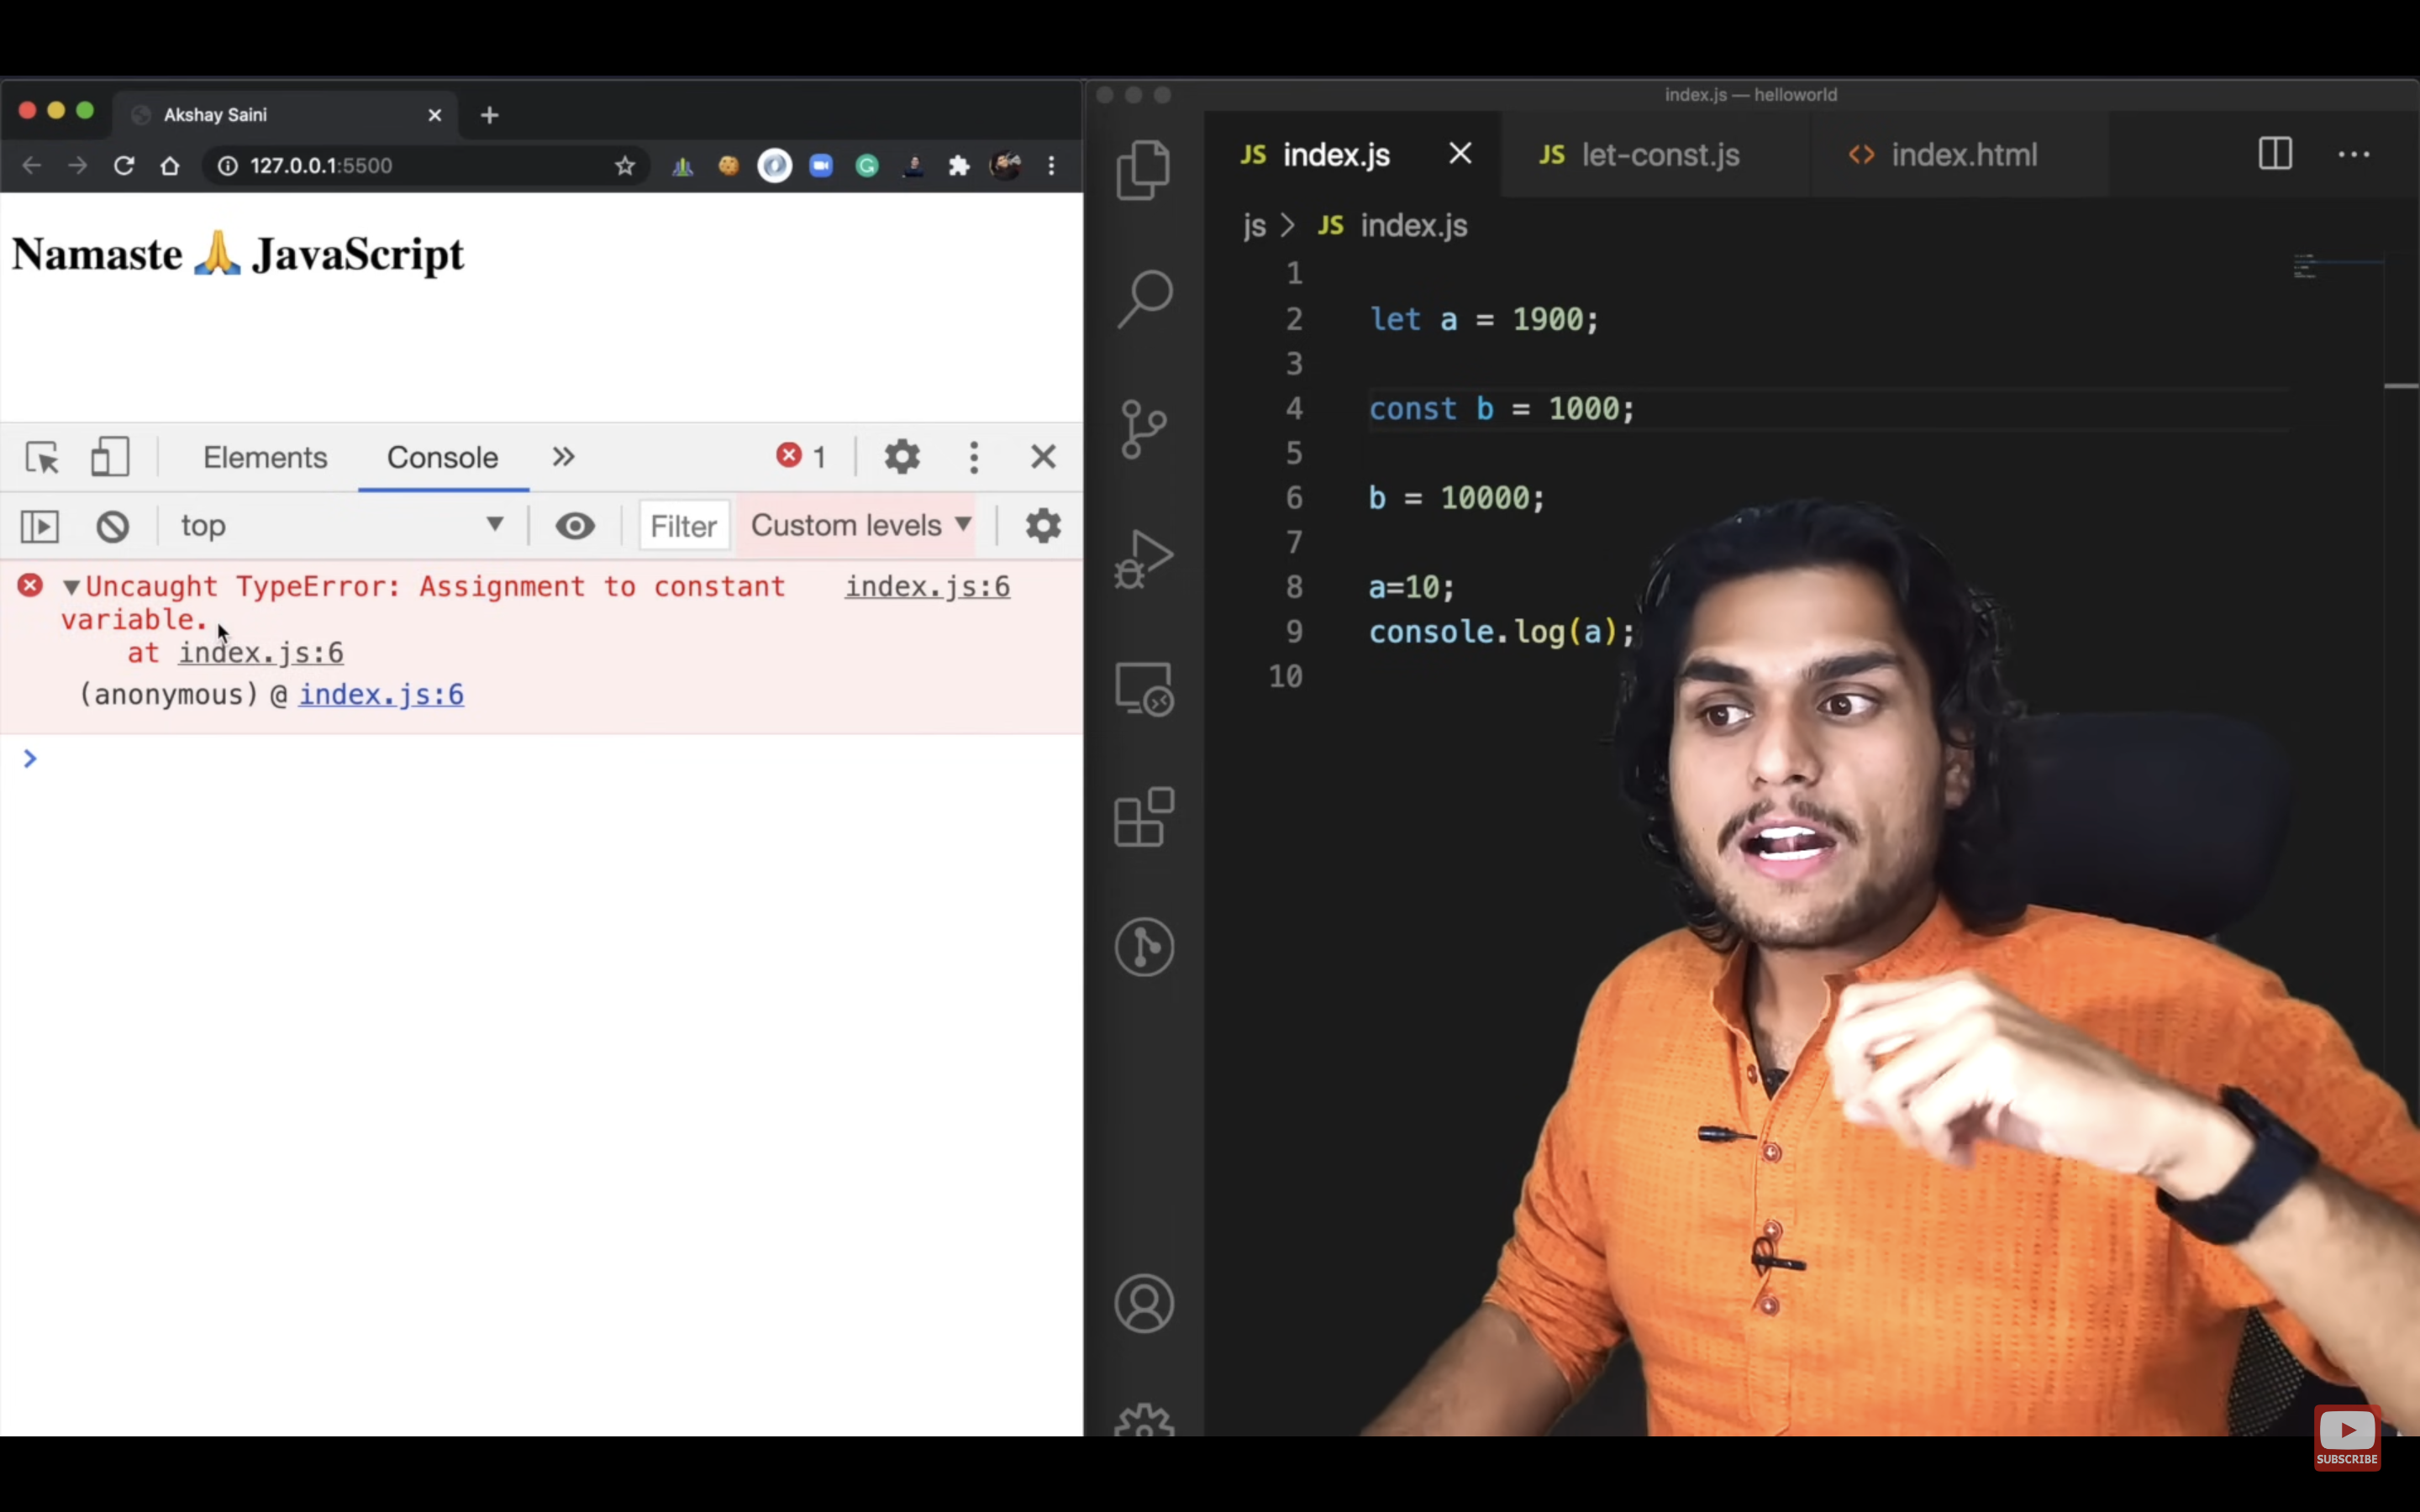 Akshay Saini
127.0.0.1:5500
Namaste 🙏 JavaScript
Elements Console 1
top Filter Custom levels
Uncaught TypeError: Assignment to constant index.js:6
variable.
at index.js:6
(anonymous) @ index.js:6
index.js — helloworld
JS index.js JS let-const.js <> index.html
js > JS index.js
1
2 let a = 1900;
3
4 const b = 1000;
5
6 b = 10000;
7
8 a=10;
9 console.log(a);
10
SUBSCRIBE